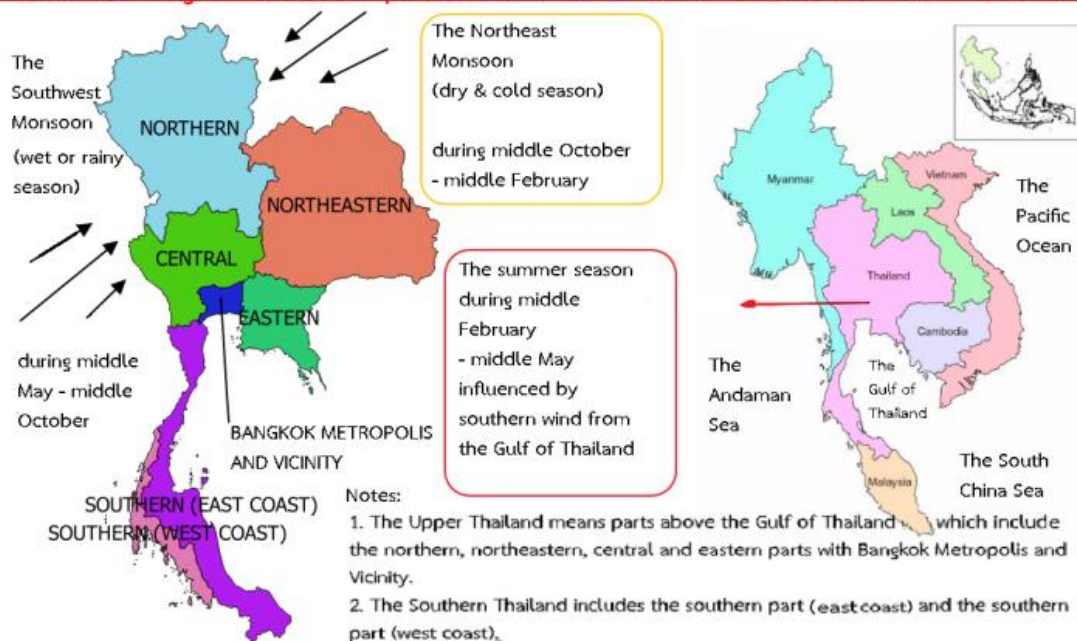 The
Southwest
Monsoon
(wet or rainy
season)
during middle
May - middle
October
NORTHERN
NORTHEASTERN
CENTRAL
EASTERN
BANGKOK METROPOLIS
AND VICINITY
SOUTHERN (EAST COAST)
SOUTHERN (WEST COAST)
The Northeast
Monsoon
(dry & cold season)
during middle October
- middle February
The summer season
during middle
February
- middle May
influenced by
southern wind from
the Gulf of Thailand
Myanmar
Laos
Vietnam
Thailand
Cambodia
Malaysia
The
Pacific
Ocean
The
Andaman
Sea
The
Gulf of
Thailand
The South
China Sea
Notes:
1. The Upper Thailand means parts above the Gulf of Thailand which include
the northern, northeastern, central and eastern parts with Bangkok Metropolis and
Vicinity.
2. The Southern Thailand includes the southern part (east coast) and the southern
part (west coast).